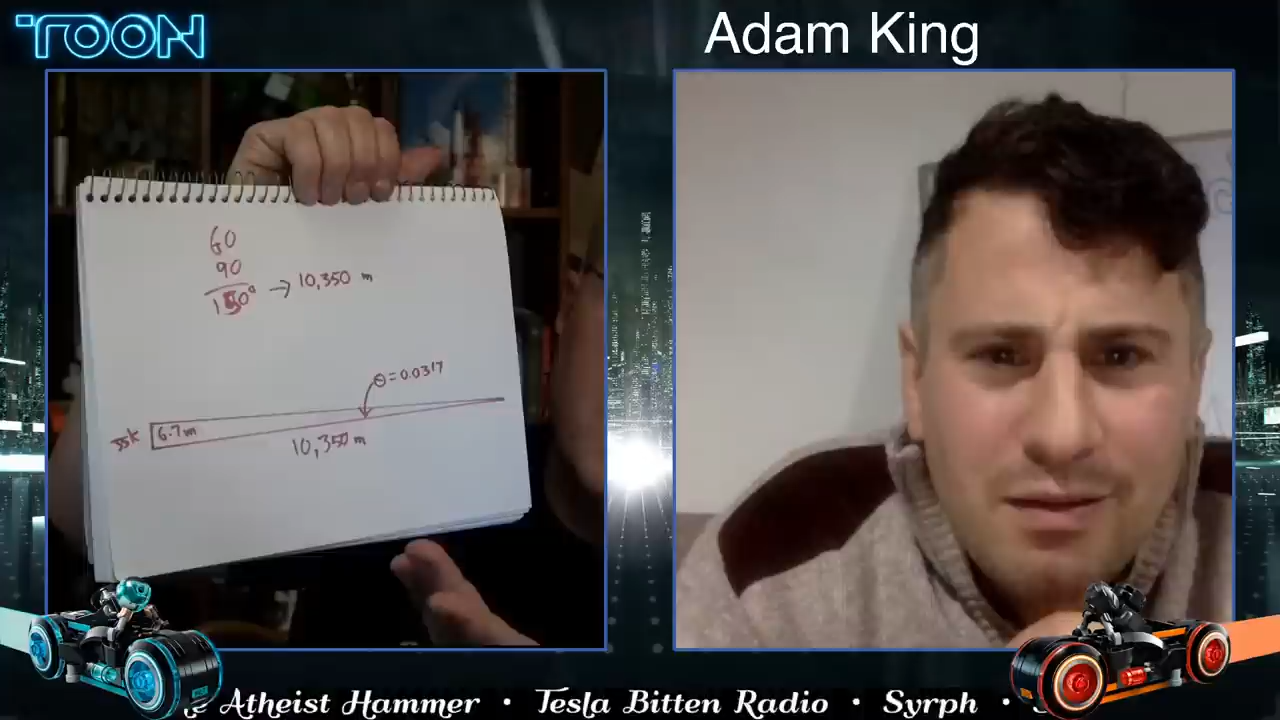 TOON
Adam King
60
90
150° → 10,350 m
θ=0.0317
6.7m
10,350 m
Atheist Hammer • Tesla Bitten Radio • Syrph •